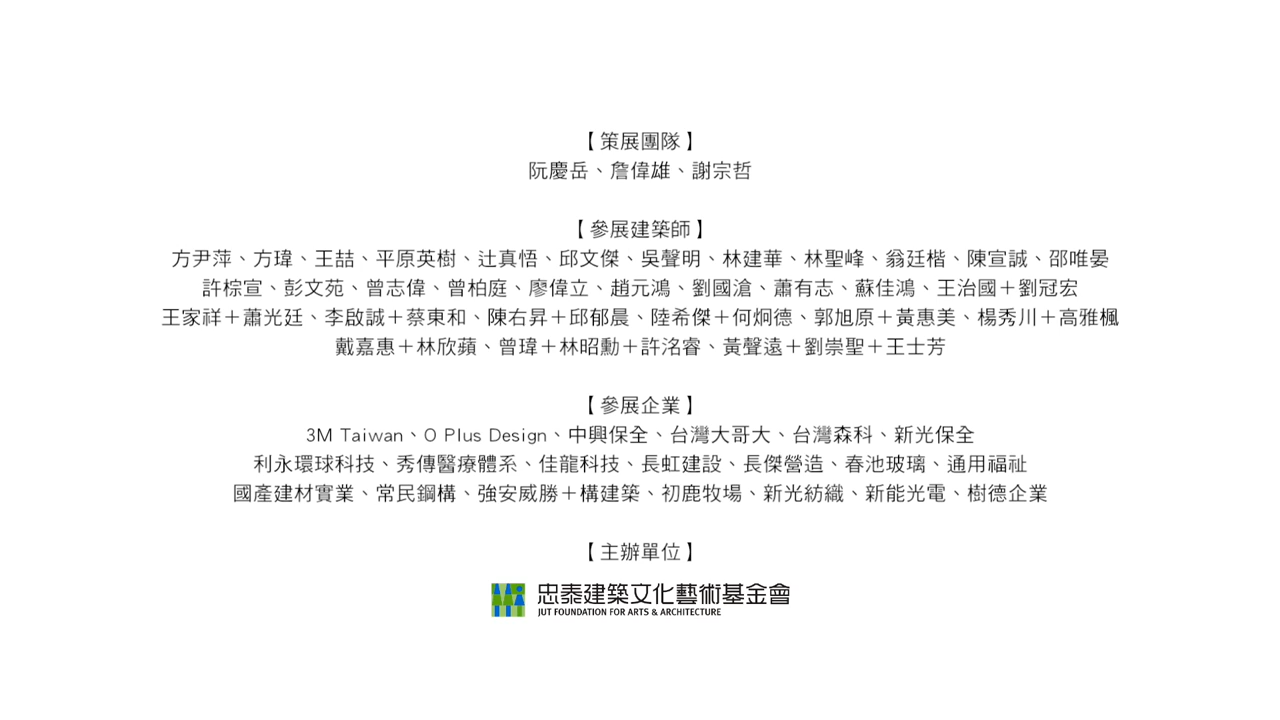 【策展團隊】
阮慶岳、詹偉雄、謝宗哲
【參展建築師】
方尹萍、方瑋、王喆、平原英樹、辻真悟、邱文傑、吳聲明、林建華、林聖峰、翁廷楷、陳宣誠、邵唯晏
許棕宣、彭文苑、曾志偉、曾柏庭、廖偉立、趙元鴻、劉國滄、蕭有志、蘇佳鴻、王治國＋劉冠宏
王家祥＋蕭光廷、李啟誠＋蔡東和、陳右昇＋邱郁晨、陸希傑＋何炯德、郭旭原＋黃惠美、楊秀川＋高雅楓
戴嘉惠＋林欣蘋、曾瑋＋林昭勳＋許洺睿、黃聲遠＋劉崇聖＋王士芳
【參展企業】
3M Taiwan、O Plus Design、中興保全、台灣大哥大、台灣森科、新光保全
利永環球科技、秀傳醫療體系、佳龍科技、長虹建設、長傑營造、春池玻璃、通用福祉
國產建材實業、常民鋼構、強安威勝＋構建築、初鹿牧場、新光紡織、新能光電、樹德企業
【主辦單位】
忠泰建築文化藝術基金會
JUT FOUNDATION FOR ARTS & ARCHITECTURE